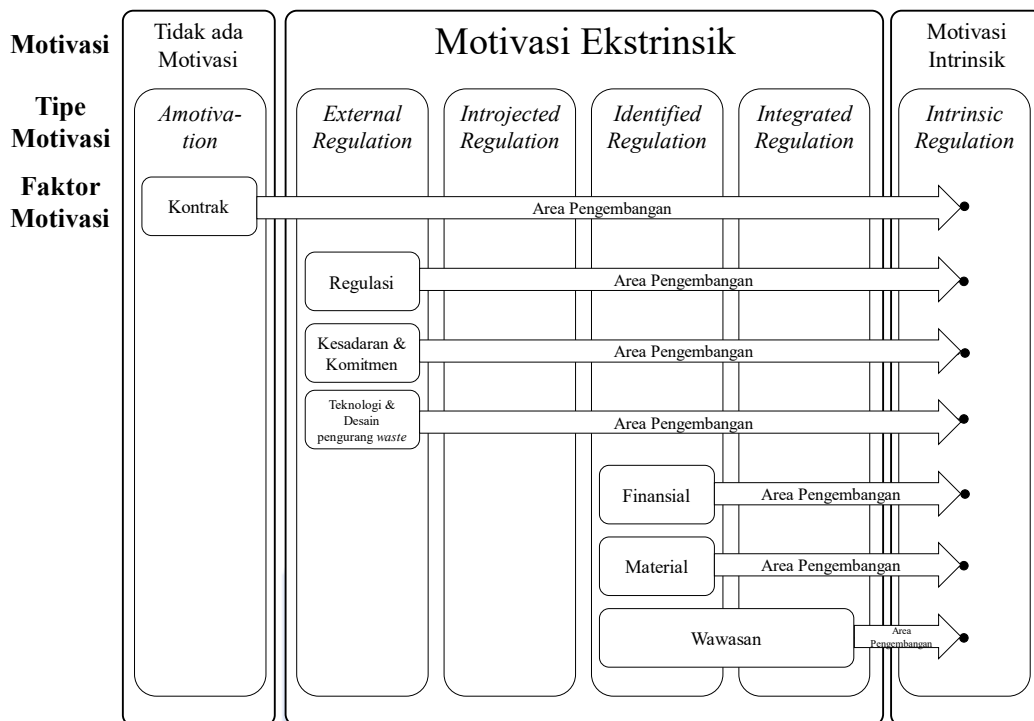 Motivasi
Tidak ada
Motivasi
Motivasi Ekstrinsik
Motivasi
Intrinsik
Tipe
Motivasi
Amotiva-
tion
External
Regulation
Introjected
Regulation
Identified
Regulation
Integrated
Regulation
Intrinsic
Regulation
Faktor
Motivasi
Kontrak
Area Pengembangan
Regulasi
Area Pengembangan
Kesadaran &
Komitmen
Area Pengembangan
Teknologi &
Desain
pengurang waste
Area Pengembangan
Finansial
Area Pengembangan
Material
Area Pengembangan
Wawasan
Area
Pengembangan